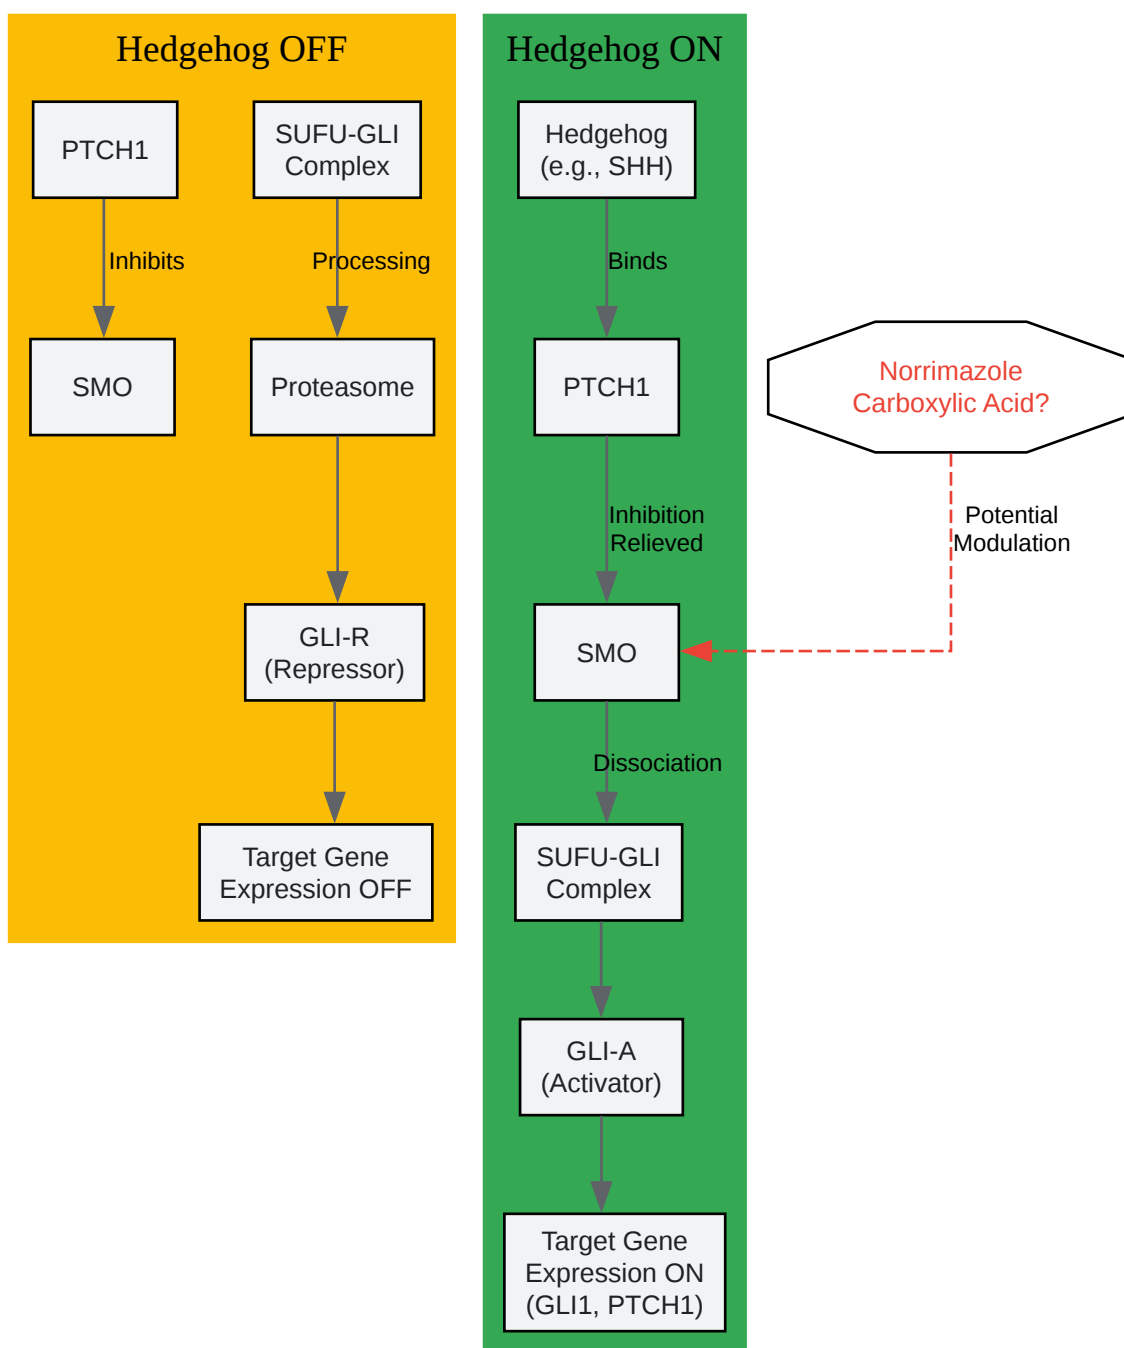 Hedgehog OFF
PTCH1
SUFU-GLI
Complex
Inhibits
Processing
SMO
Proteasome
GLI-R
(Repressor)
Target Gene
Expression OFF
Hedgehog ON
Hedgehog
(e.g., SHH)
Binds
PTCH1
Inhibition
Relieved
SMO
Dissociation
SUFU-GLI
Complex
GLI-A
(Activator)
Target Gene
Expression ON
(GLI1, PTCH1)
Norrimazole
Carboxylic Acid?
Potential
Modulation